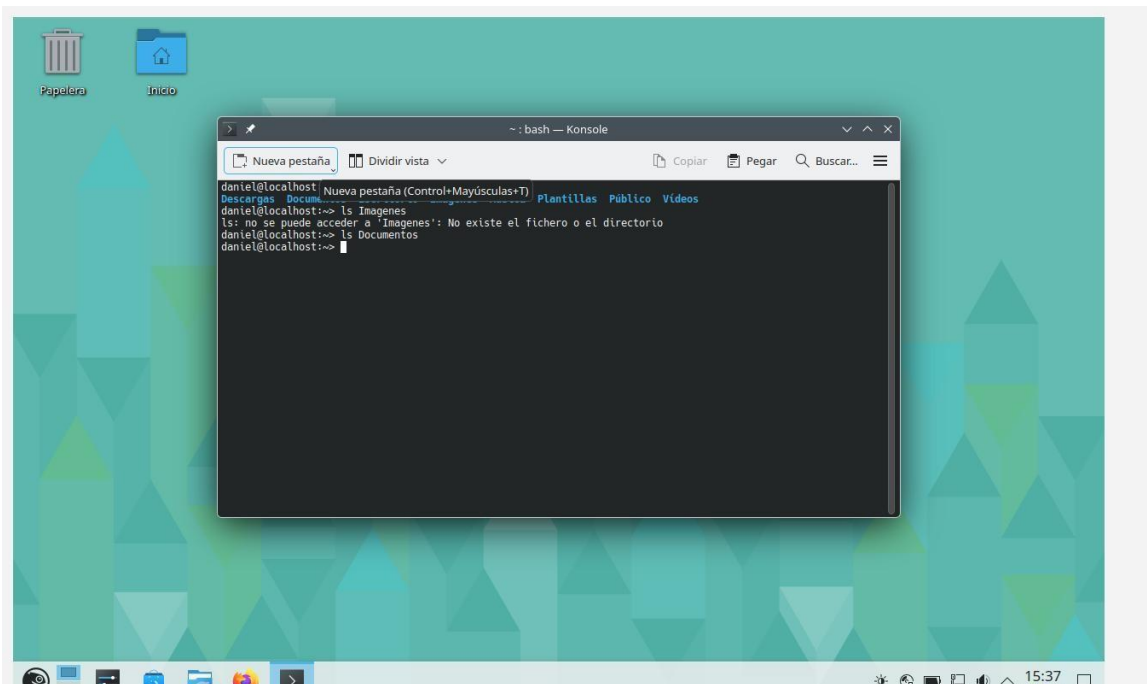 Papelera
Inicio
~ : bash — Konsole
Nueva pestaña
Dividir vista
Copiar
Pegar
Buscar...
daniel@localhost
Nueva pestaña (Control+Mayúsculas+T)
Descargas Plantillas Público Vídeos
daniel@localhost:~> ls Imagenes
ls: no se puede acceder a 'Imagenes': No existe el fichero o el directorio
daniel@localhost:~> ls Documentos
daniel@localhost:~>
15:37